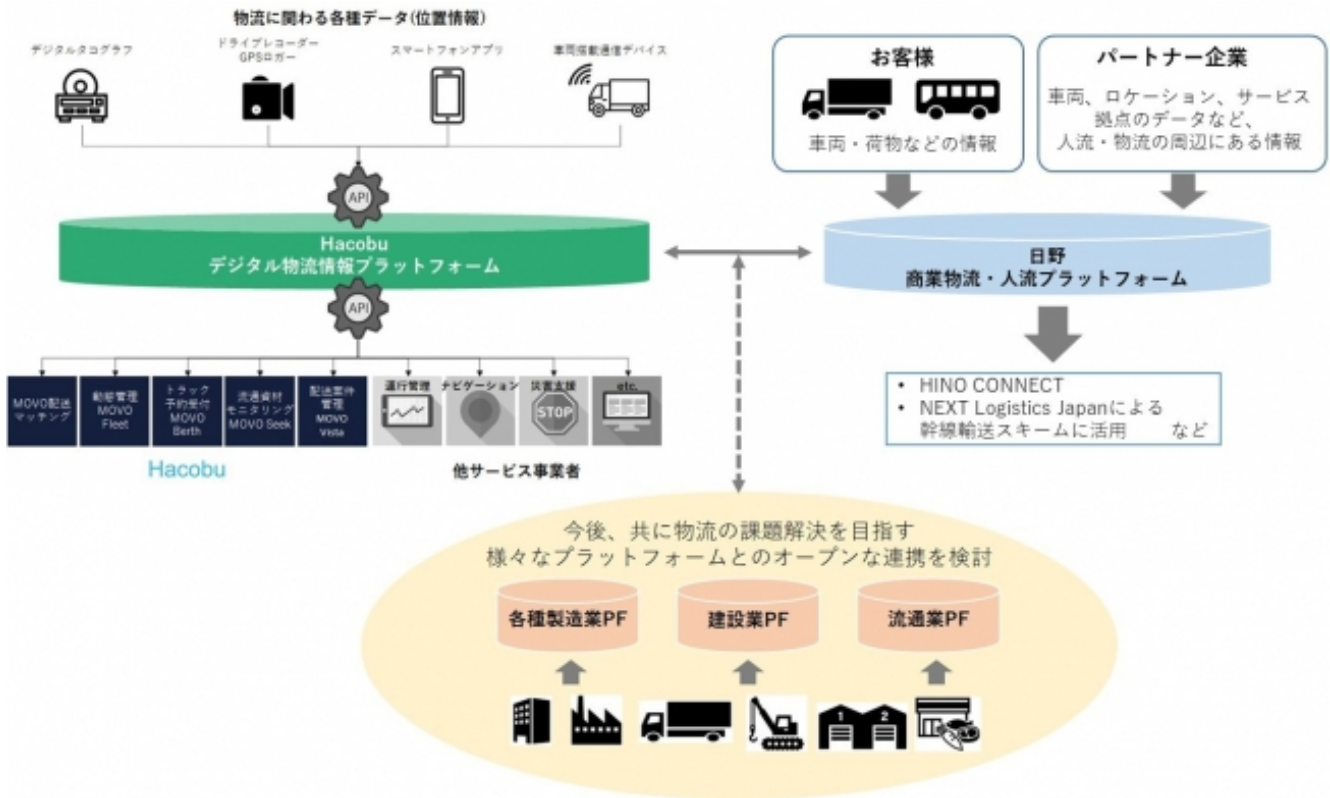 物流に関わる各種データ(位置情報)
デジタルタコグラフ
ドライブレコーダー
GPSロガー
スマートフォンアプリ
車両搭載通信デバイス
API
Hacobu
デジタル物流情報プラットフォーム
API
MOVO配送
マッチング
動態管理
MOVO
Fleet
トラック
予約受付
MOVO
Berth
流通資材
モニタリング
MOVO Seek
配送案件
管理
MOVO
Vista
運行管理
ナビゲーション
災害支援
STOP
etc.
Hacobu
他サービス事業者
お客様
車両・荷物などの情報
パートナー企業
車両、ロケーション、サービス
拠点のデータなど、
人流・物流の周辺にある情報
日野
商業物流・人流プラットフォーム
• HINO CONNECT
• NEXT Logistics Japanによる
幹線輸送スキームに活用 など
今後、共に物流の課題解決を目指す
様々なプラットフォームとのオープンな連携を検討
各種製造業PF
建設業PF
流通業PF
1
2